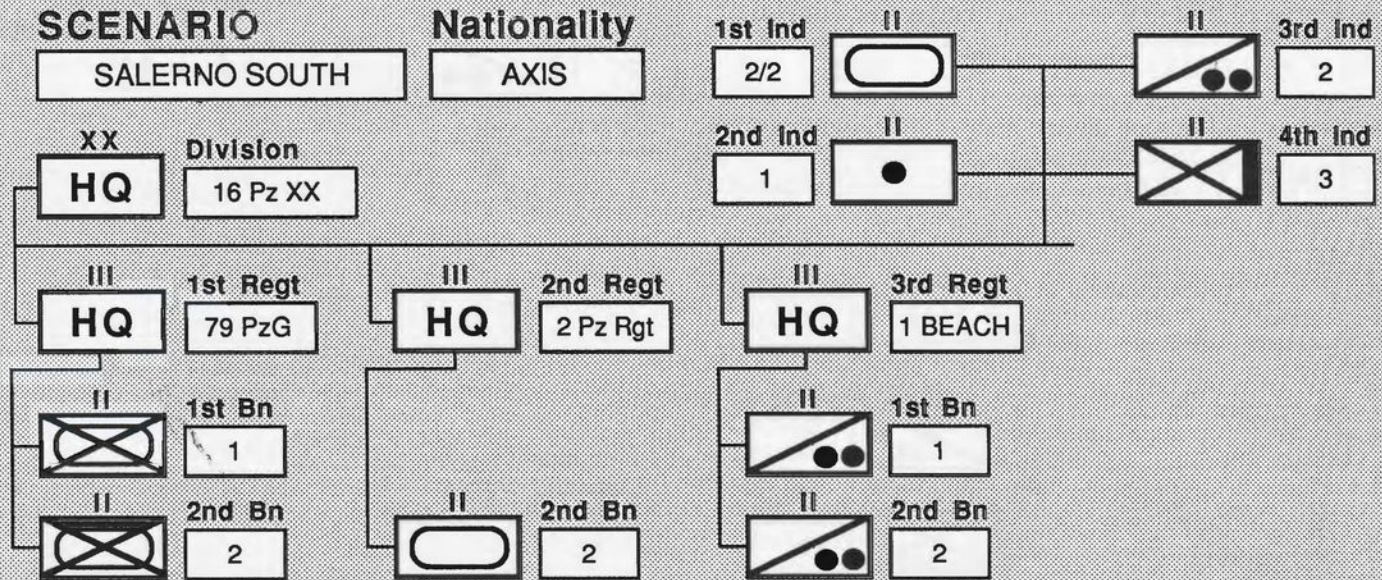 SCENARIO Nationality
SALERNO SOUTH AXIS
1st Ind II II 3rd Ind
2/2 2
2nd Ind II II 4th Ind
1 3
XX Division
HQ 16 Pz XX
III 1st Regt III 2nd Regt III 3rd Regt
HQ 79 PzG HQ 2 Pz Rgt HQ 1 BEACH
II 1st Bn II 1st Bn
1 1
II 2nd Bn II 2nd Bn II 2nd Bn
2 2 2